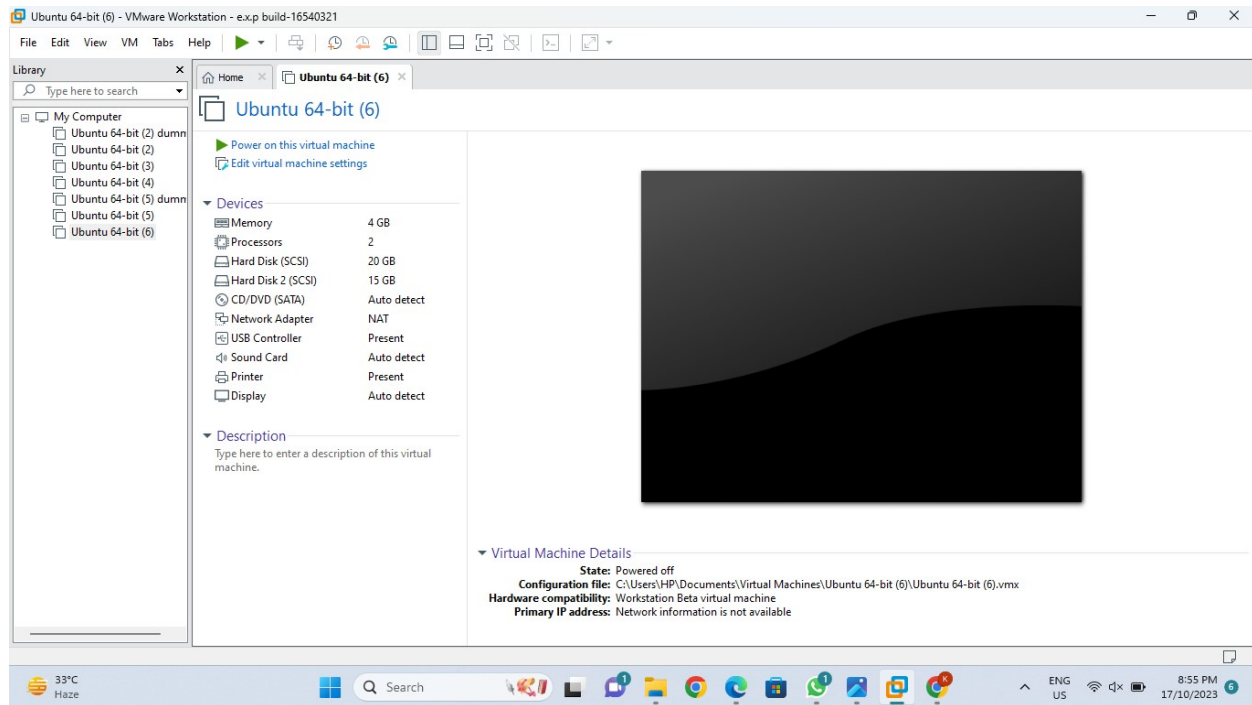 Ubuntu 64-bit (6) - VMware Workstation - e.x.p build-16540321
File Edit View VM Tabs Help
Library
Type here to search
My Computer
Ubuntu 64-bit (2) dumm
Ubuntu 64-bit (2)
Ubuntu 64-bit (3)
Ubuntu 64-bit (4)
Ubuntu 64-bit (5) dumm
Ubuntu 64-bit (5)
Ubuntu 64-bit (6)
Home Ubuntu 64-bit (6)
Ubuntu 64-bit (6)
Power on this virtual machine
Edit virtual machine settings
Devices
Memory 4 GB
Processors 2
Hard Disk (SCSI) 20 GB
Hard Disk 2 (SCSI) 15 GB
CD/DVD (SATA) Auto detect
Network Adapter NAT
USB Controller Present
Sound Card Auto detect
Printer Present
Display Auto detect
Description
Type here to enter a description of this virtual
machine.
Virtual Machine Details
State: Powered off
Configuration file: C:\Users\HP\Documents\Virtual Machines\Ubuntu 64-bit (6)\Ubuntu 64-bit (6).vmx
Hardware compatibility: Workstation Beta virtual machine
Primary IP address: Network information is not available
33°C
Haze
Search
1
1
K
ENG
US
8:55 PM
17/10/2023
6